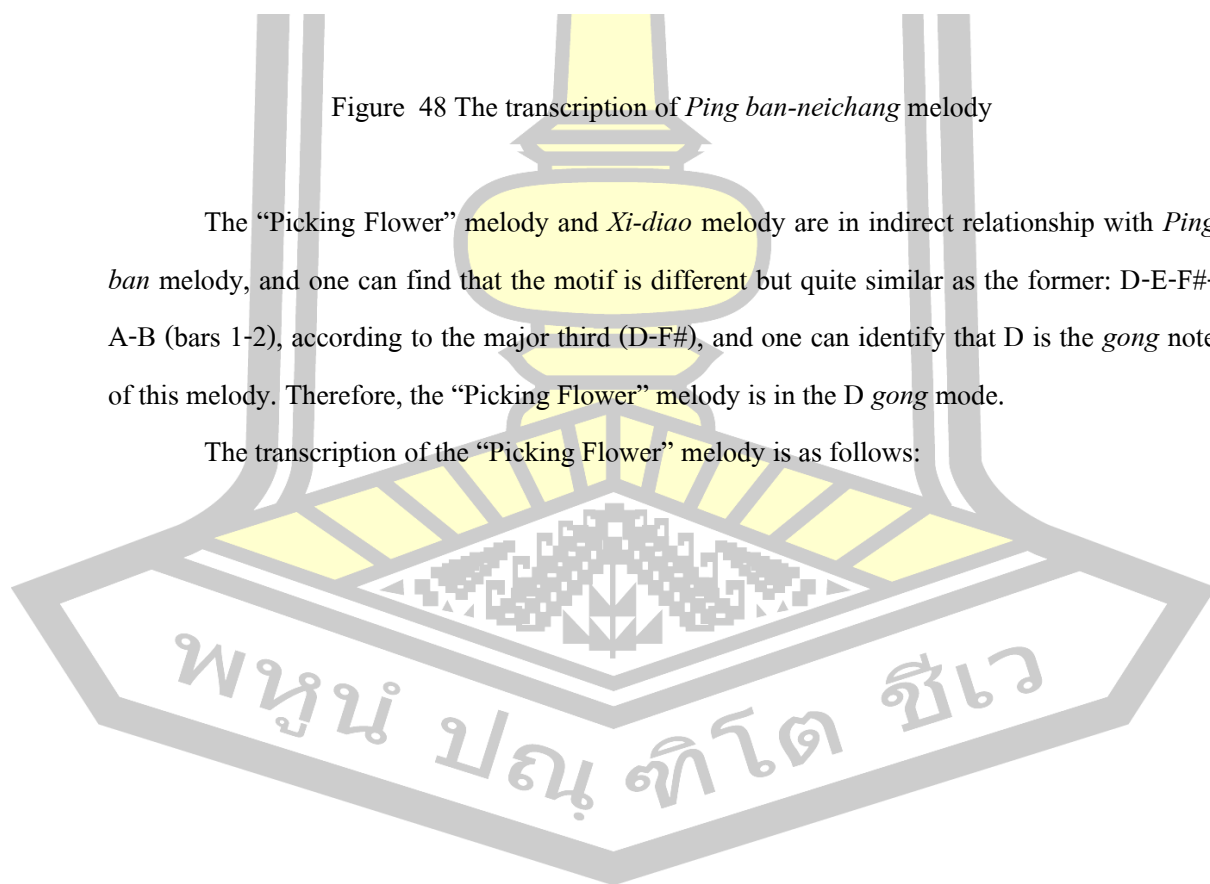 Figure 48 The transcription of Ping ban-neichang melody
The “Picking Flower” melody and Xi-diao melody are in indirect relationship with Ping
ban melody, and one can find that the motif is different but quite similar as the former: D-E-F#-
A-B (bars 1-2), according to the major third (D-F#), and one can identify that D is the gong note
of this melody. Therefore, the “Picking Flower” melody is in the D gong mode.
The transcription of the “Picking Flower” melody is as follows:
พหูนํ ปณฺฑิโต ชีเว